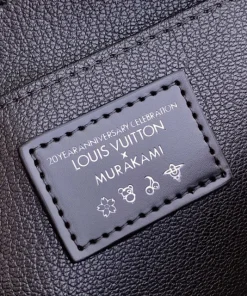 20 YEAR ANNIVERSARY CELEBRATION
LOUIS VUITTON
×
MURAKAMI